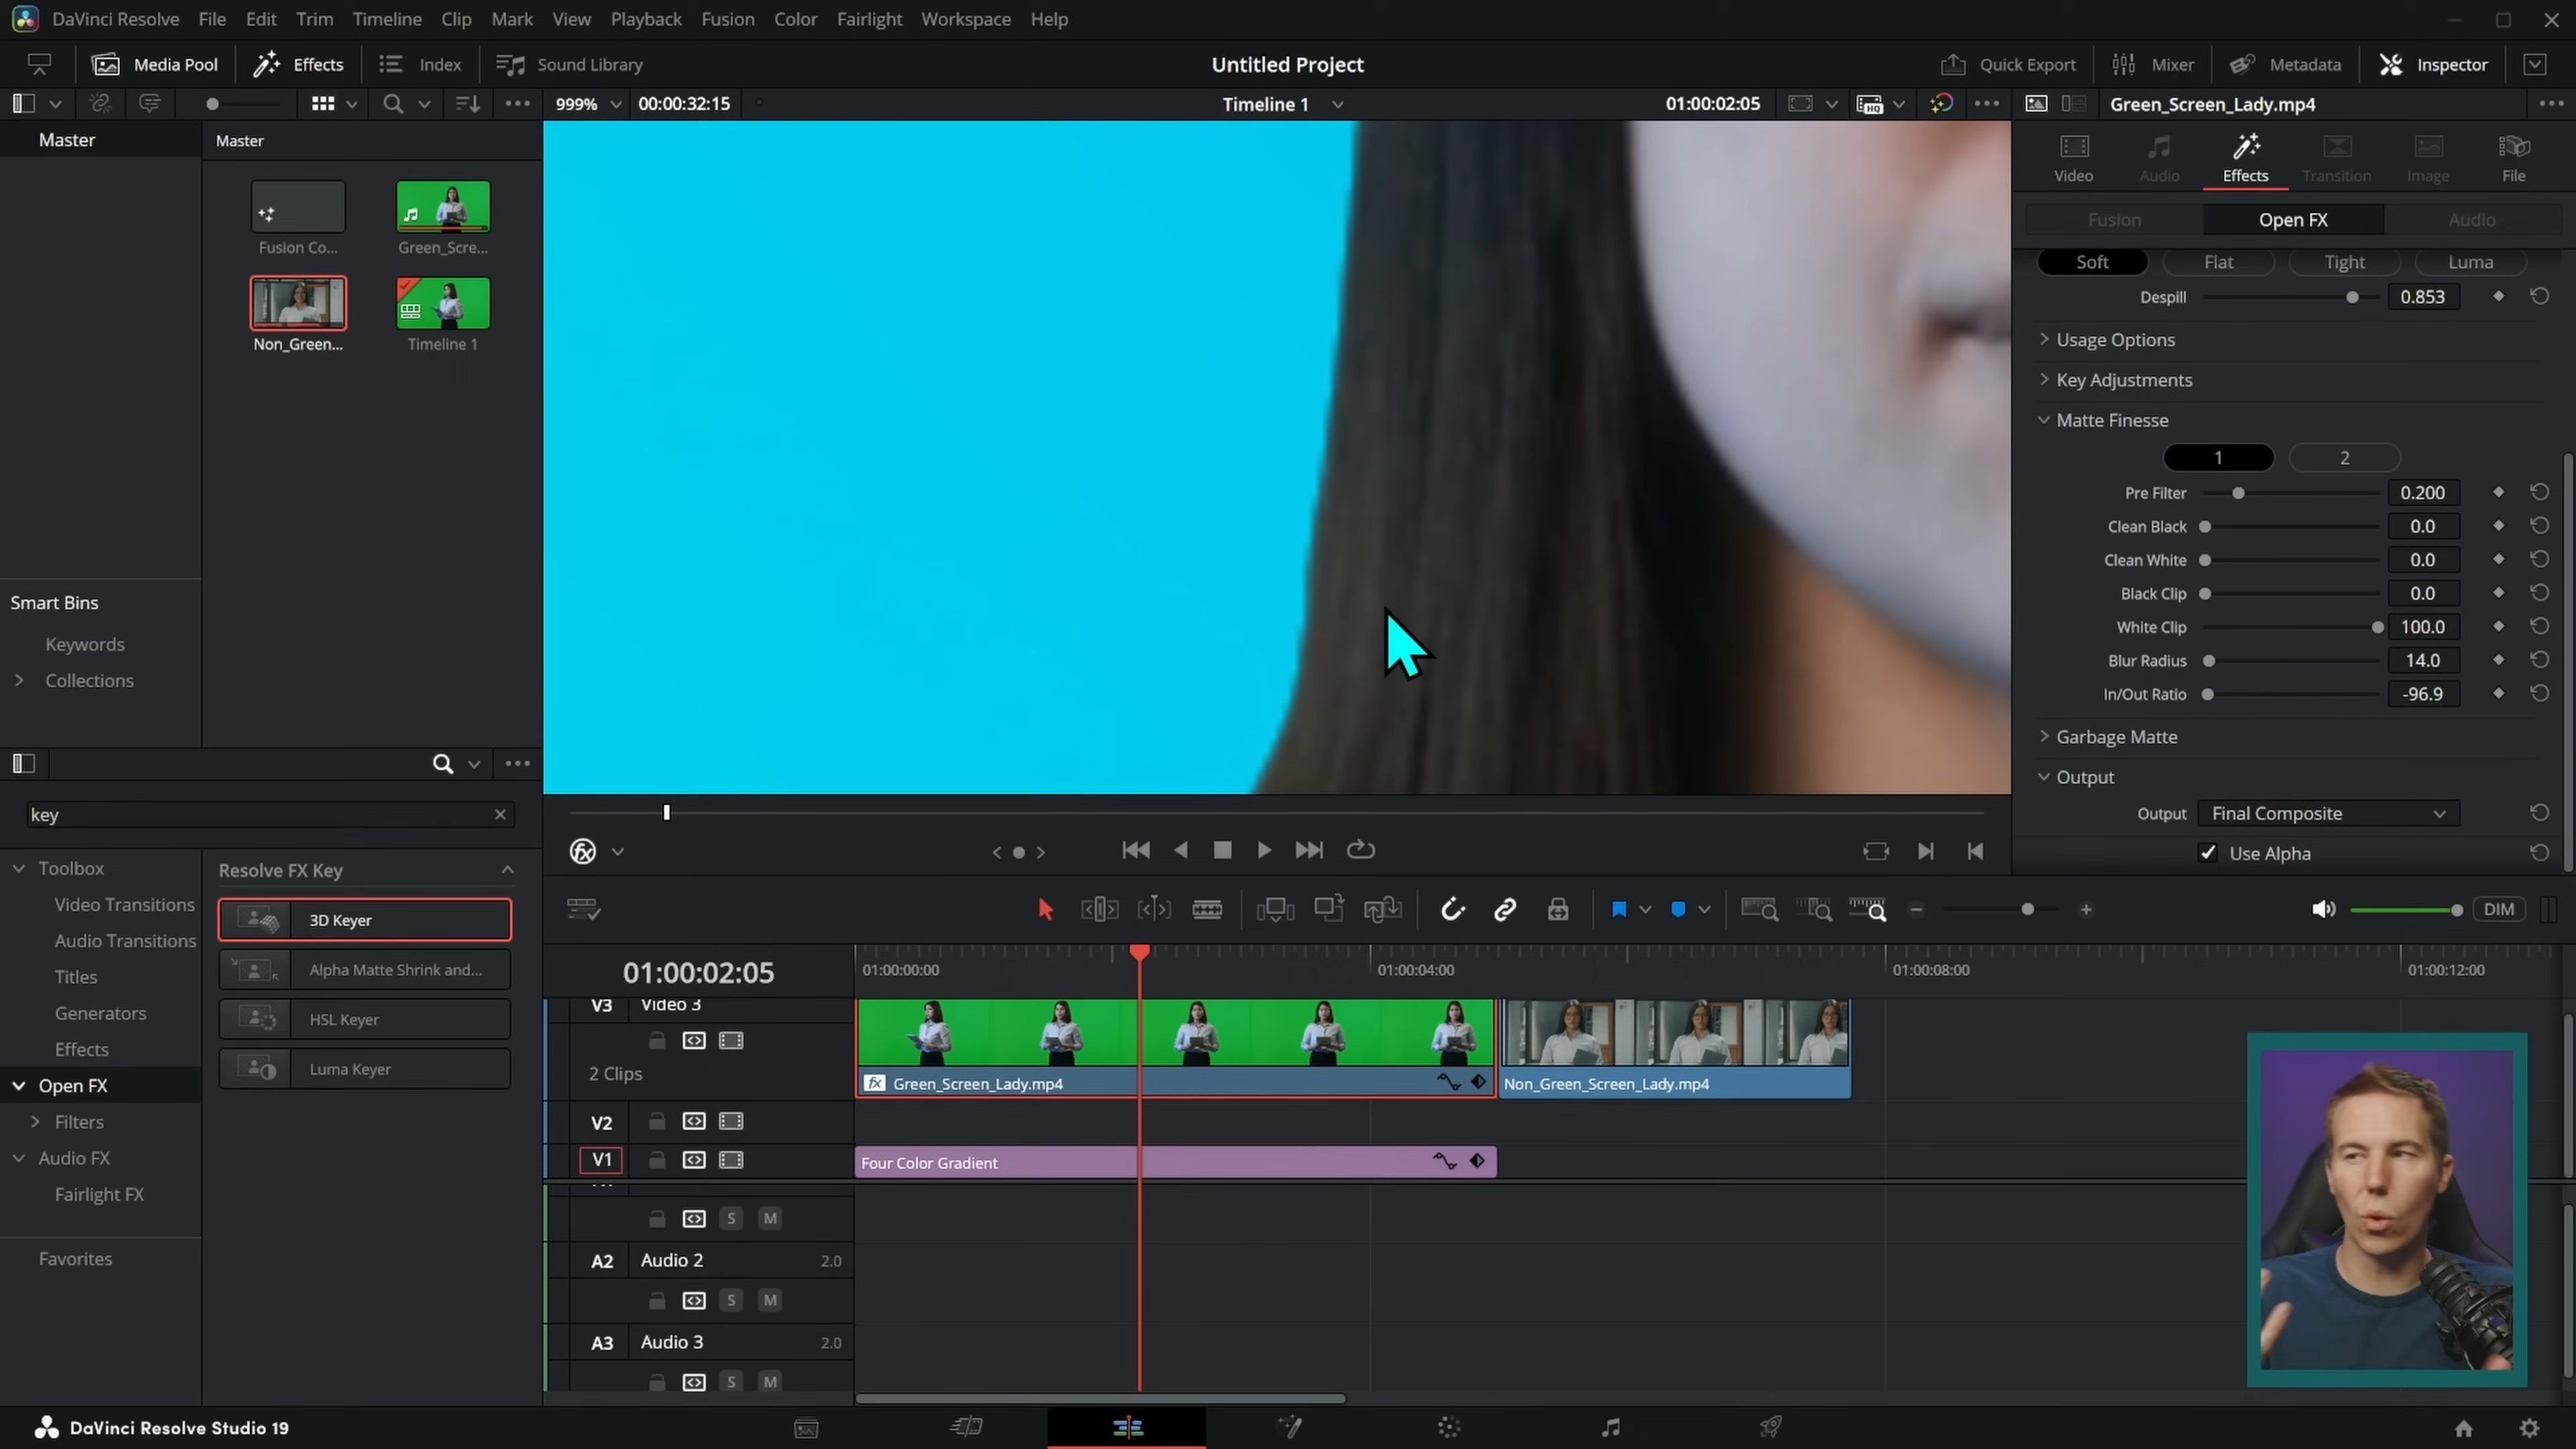 DaVinci Resolve File Edit Trim Timeline Clip Mark View Playback Fusion Color Fairlight Workspace Help
Media Pool Effects Index Sound Library Untitled Project Quick Export Mixer Metadata Inspector
999% 00:00:32:15 Timeline 1 01:00:02:05 HQ Green_Screen_Lady.mp4
Master
Master
Fusion Co...
Green_Scre...
Non_Green...
Timeline 1
Smart Bins
Keywords
Collections
Video Audio Effects Transition Image File
Fusion Open FX Audio
Soft Flat Tight Luma
Despill 0.853
Usage Options
Key Adjustments
Matte Finesse
1 2
Pre Filter 0.200
Clean Black 0.0
Clean White 0.0
Black Clip 0.0
White Clip 100.0
Blur Radius 14.0
In/Out Ratio -96.9
Garbage Matte
Output
Output Final Composite
Use Alpha
key
Toolbox
Video Transitions
Audio Transitions
Titles
Generators
Effects
Open FX
Filters
Audio FX
Fairlight FX
Favorites
Resolve FX Key
3D Keyer
Alpha Matte Shrink and...
HSL Keyer
Luma Keyer
fx
DIM
01:00:02:05 01:00:00:00 01:00:04:00 01:00:08:00 01:00:12:00
V3 Video 3
2 Clips
fx Green_Screen_Lady.mp4 Non_Green_Screen_Lady.mp4
V2
V1 Four Color Gradient
S M
A2 Audio 2 2.0
S M
A3 Audio 3 2.0
S M
DaVinci Resolve Studio 19